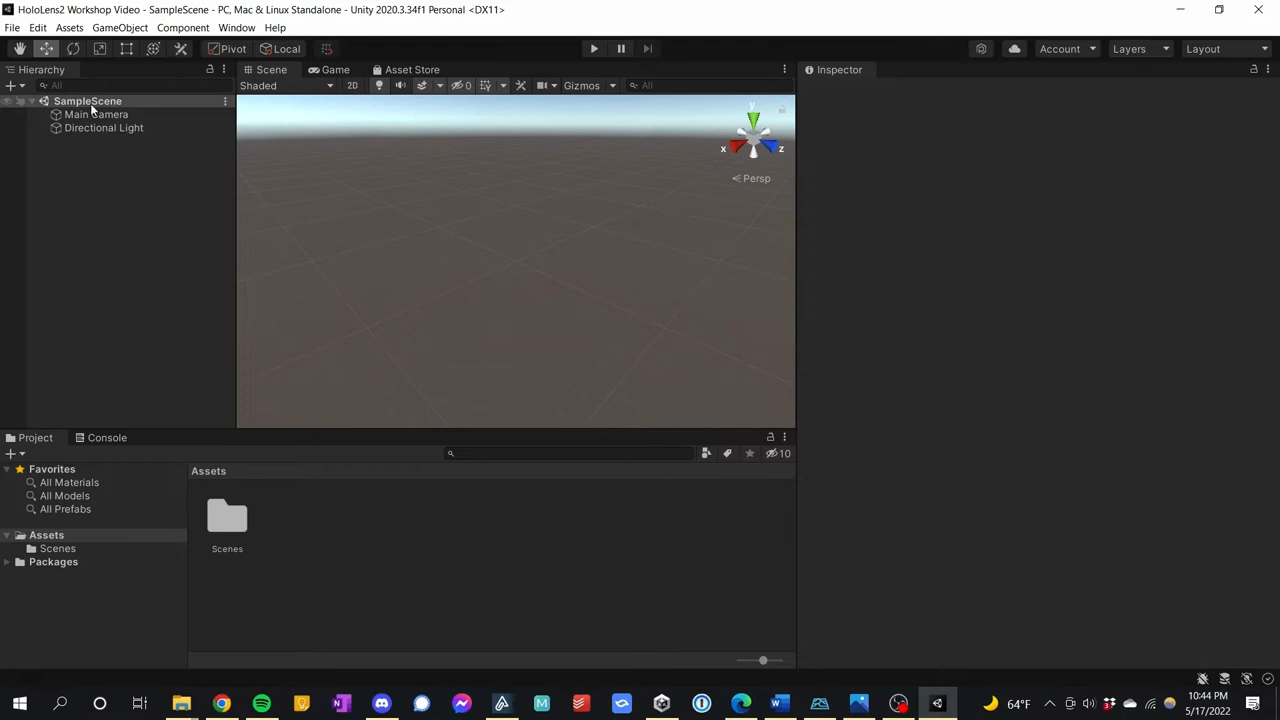 HoloLens2 Workshop Video - SampleScene - PC, Mac & Linux Standalone - Unity 2020.3.34f1 Personal <DX11>
File Edit Assets GameObject Component Window Help
Pivot Local Account Layers Layout
Hierarchy
All
SampleScene
Main Camera
Directional Light
Scene Game Asset Store
Shaded 2D 0 Gizmos All
y
x z
Persp
Inspector
Project Console
10
Favorites
All Materials
All Models
All Prefabs
Assets
Scenes
Packages
Assets
Scenes
64°F
10:44 PM
5/17/2022